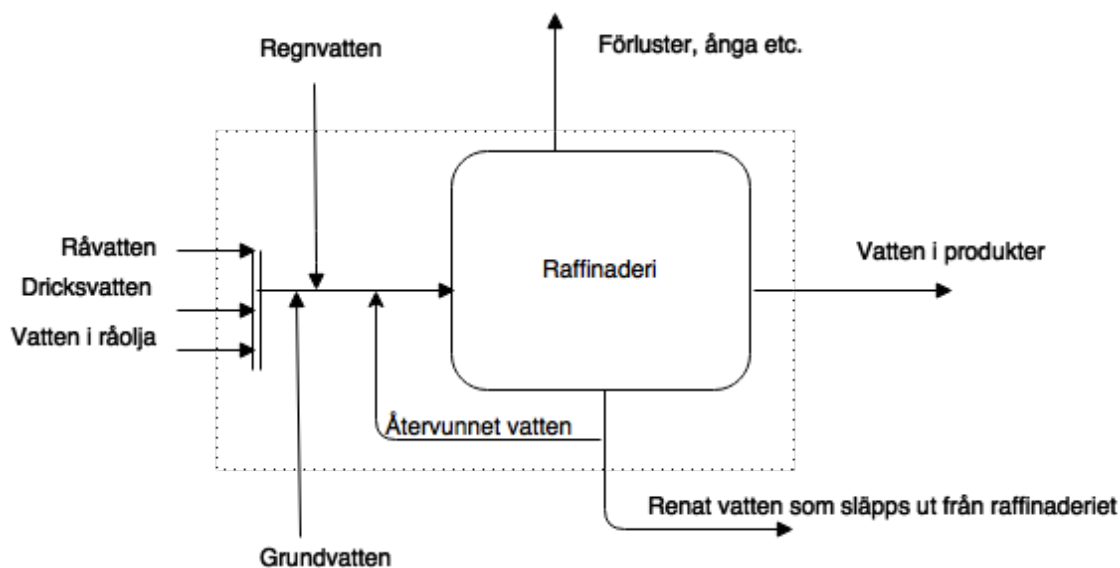 Regnvatten
Förluster, ånga etc.
Råvatten
Dricksvatten
Vatten i råolja
Raffinaderi
Vatten i produkter
Återvunnet vatten
Renat vatten som släpps ut från raffinaderiet
Grundvatten